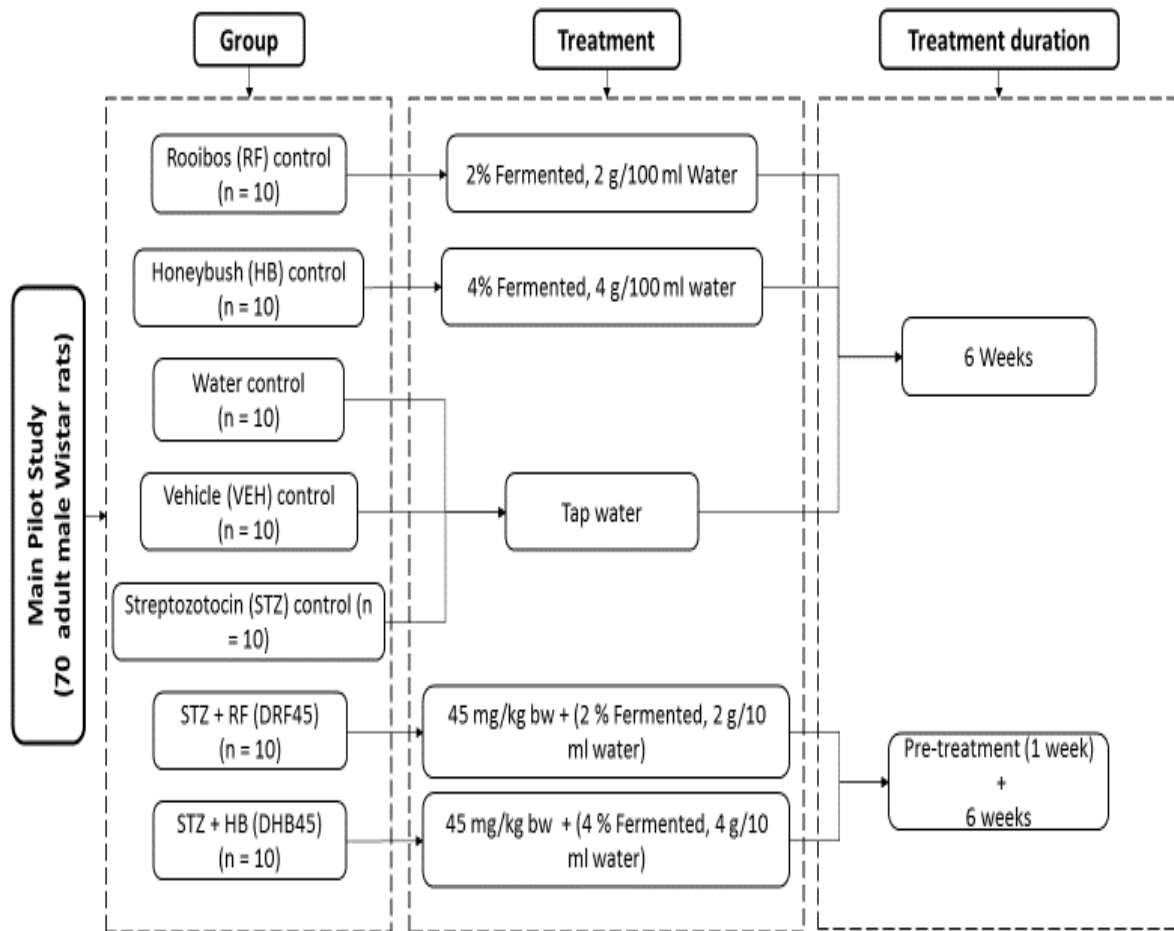 Group
Treatment
Treatment duration
Main Pilot Study
(70 adult male Wistar rats)
Rooibos (RF) control
(n = 10)
2% Fermented, 2 g/100 ml Water
Honeybush (HB) control
(n = 10)
4% Fermented, 4 g/100 ml water
Water control
(n = 10)
Vehicle (VEH) control
(n = 10)
Streptozotocin (STZ) control (n
= 10)
Tap water
6 Weeks
STZ + RF (DRF45)
(n = 10)
45 mg/kg bw + (2 % Fermented, 2 g/10
ml water)
STZ + HB (DHB45)
(n = 10)
45 mg/kg bw + (4 % Fermented, 4 g/10
ml water)
Pre-treatment (1 week)
+
6 weeks